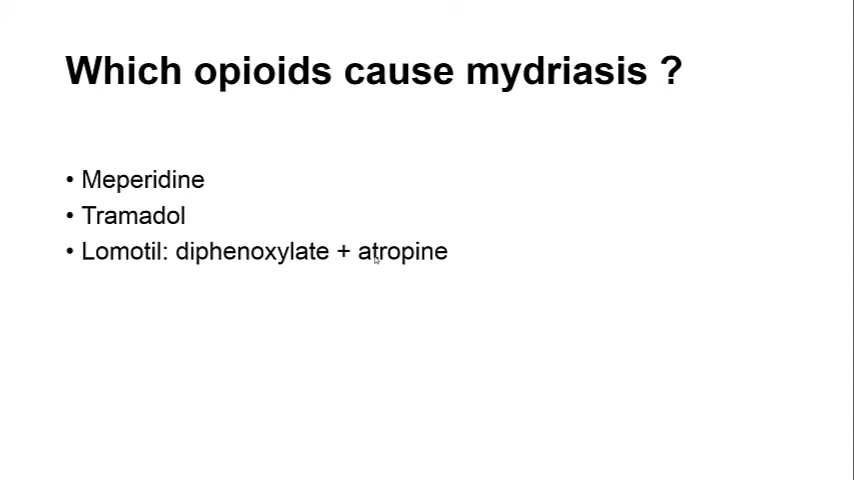 Which opioids cause mydriasis ?
• Meperidine
• Tramadol
• Lomotil: diphenoxylate + atropine